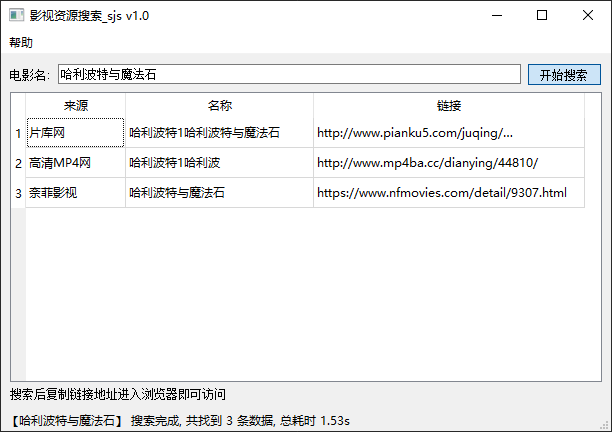 影视资源搜索_sjs v1.0
帮助
电影名: 哈利波特与魔法石 开始搜索
来源 名称 链接
1 片库网 哈利波特1哈利波特与魔法石 http://www.pianku5.com/juqing/...
2 高清MP4网 哈利波特1哈利波 http://www.mp4ba.cc/dianying/44810/
3 奈菲影视 哈利波特与魔法石 https://www.nfmovies.com/detail/9307.html
搜索后复制链接地址进入浏览器即可访问
【哈利波特与魔法石】 搜索完成, 共找到 3 条数据, 总耗时 1.53s